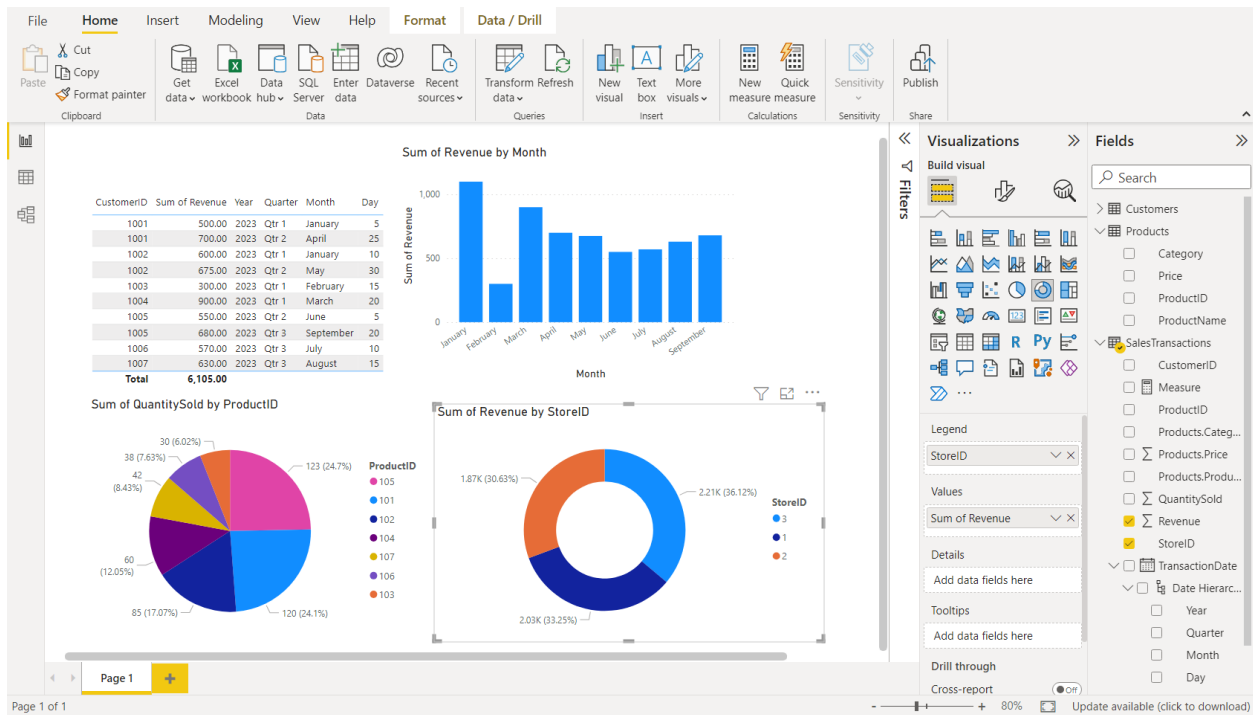 File Home Insert Modeling View Help Format Data / Drill
Paste
Cut
Copy
Format painter
Clipboard
Get data
Excel workbook
Data hub
SQL Server
Enter data
Dataverse
Recent sources
Data
Transform data
Refresh
Queries
New visual
Text box
More visuals
Insert
New measure
Quick measure
Calculations
Sensitivity
Sensitivity
Publish
Share
CustomerID Sum of Revenue Year Quarter Month Day
1001 500.00 2023 Qtr 1 January 5
1001 700.00 2023 Qtr 2 April 25
1002 600.00 2023 Qtr 1 January 10
1002 675.00 2023 Qtr 2 May 30
1003 300.00 2023 Qtr 1 February 15
1004 900.00 2023 Qtr 1 March 20
1005 550.00 2023 Qtr 2 June 5
1005 680.00 2023 Qtr 3 September 20
1006 570.00 2023 Qtr 3 July 10
1007 630.00 2023 Qtr 3 August 15
Total 6,105.00
Sum of Revenue by Month
Sum of Revenue
1,000
500
0
January February March April May June July August September
Month
Sum of QuantitySold by ProductID
30 (6.02%)
38 (7.63%)
42
(8.43%)
60
(12.05%)
85 (17.07%)
120 (24.1%)
123 (24.7%)
ProductID
105
101
102
104
107
106
103
Sum of Revenue by StoreID
1.87K (30.63%)
2.21K (36.12%)
2.03K (33.25%)
StoreID
3
1
2
Filters
Visualizations
Build visual
123
R Py
Legend
StoreID
Values
Sum of Revenue
Details
Add data fields here
Tooltips
Add data fields here
Drill through
Cross-report Off
Fields
Search
Customers
Products
Category
Price
ProductID
ProductName
SalesTransactions
CustomerID
Measure
ProductID
Products.Categ...
Products.Price
Products.Produ...
QuantitySold
Revenue
StoreID
TransactionDate
Date Hierarc...
Year
Quarter
Month
Day
Page 1 +
Page 1 of 1
- + 80%
Update available (click to download)